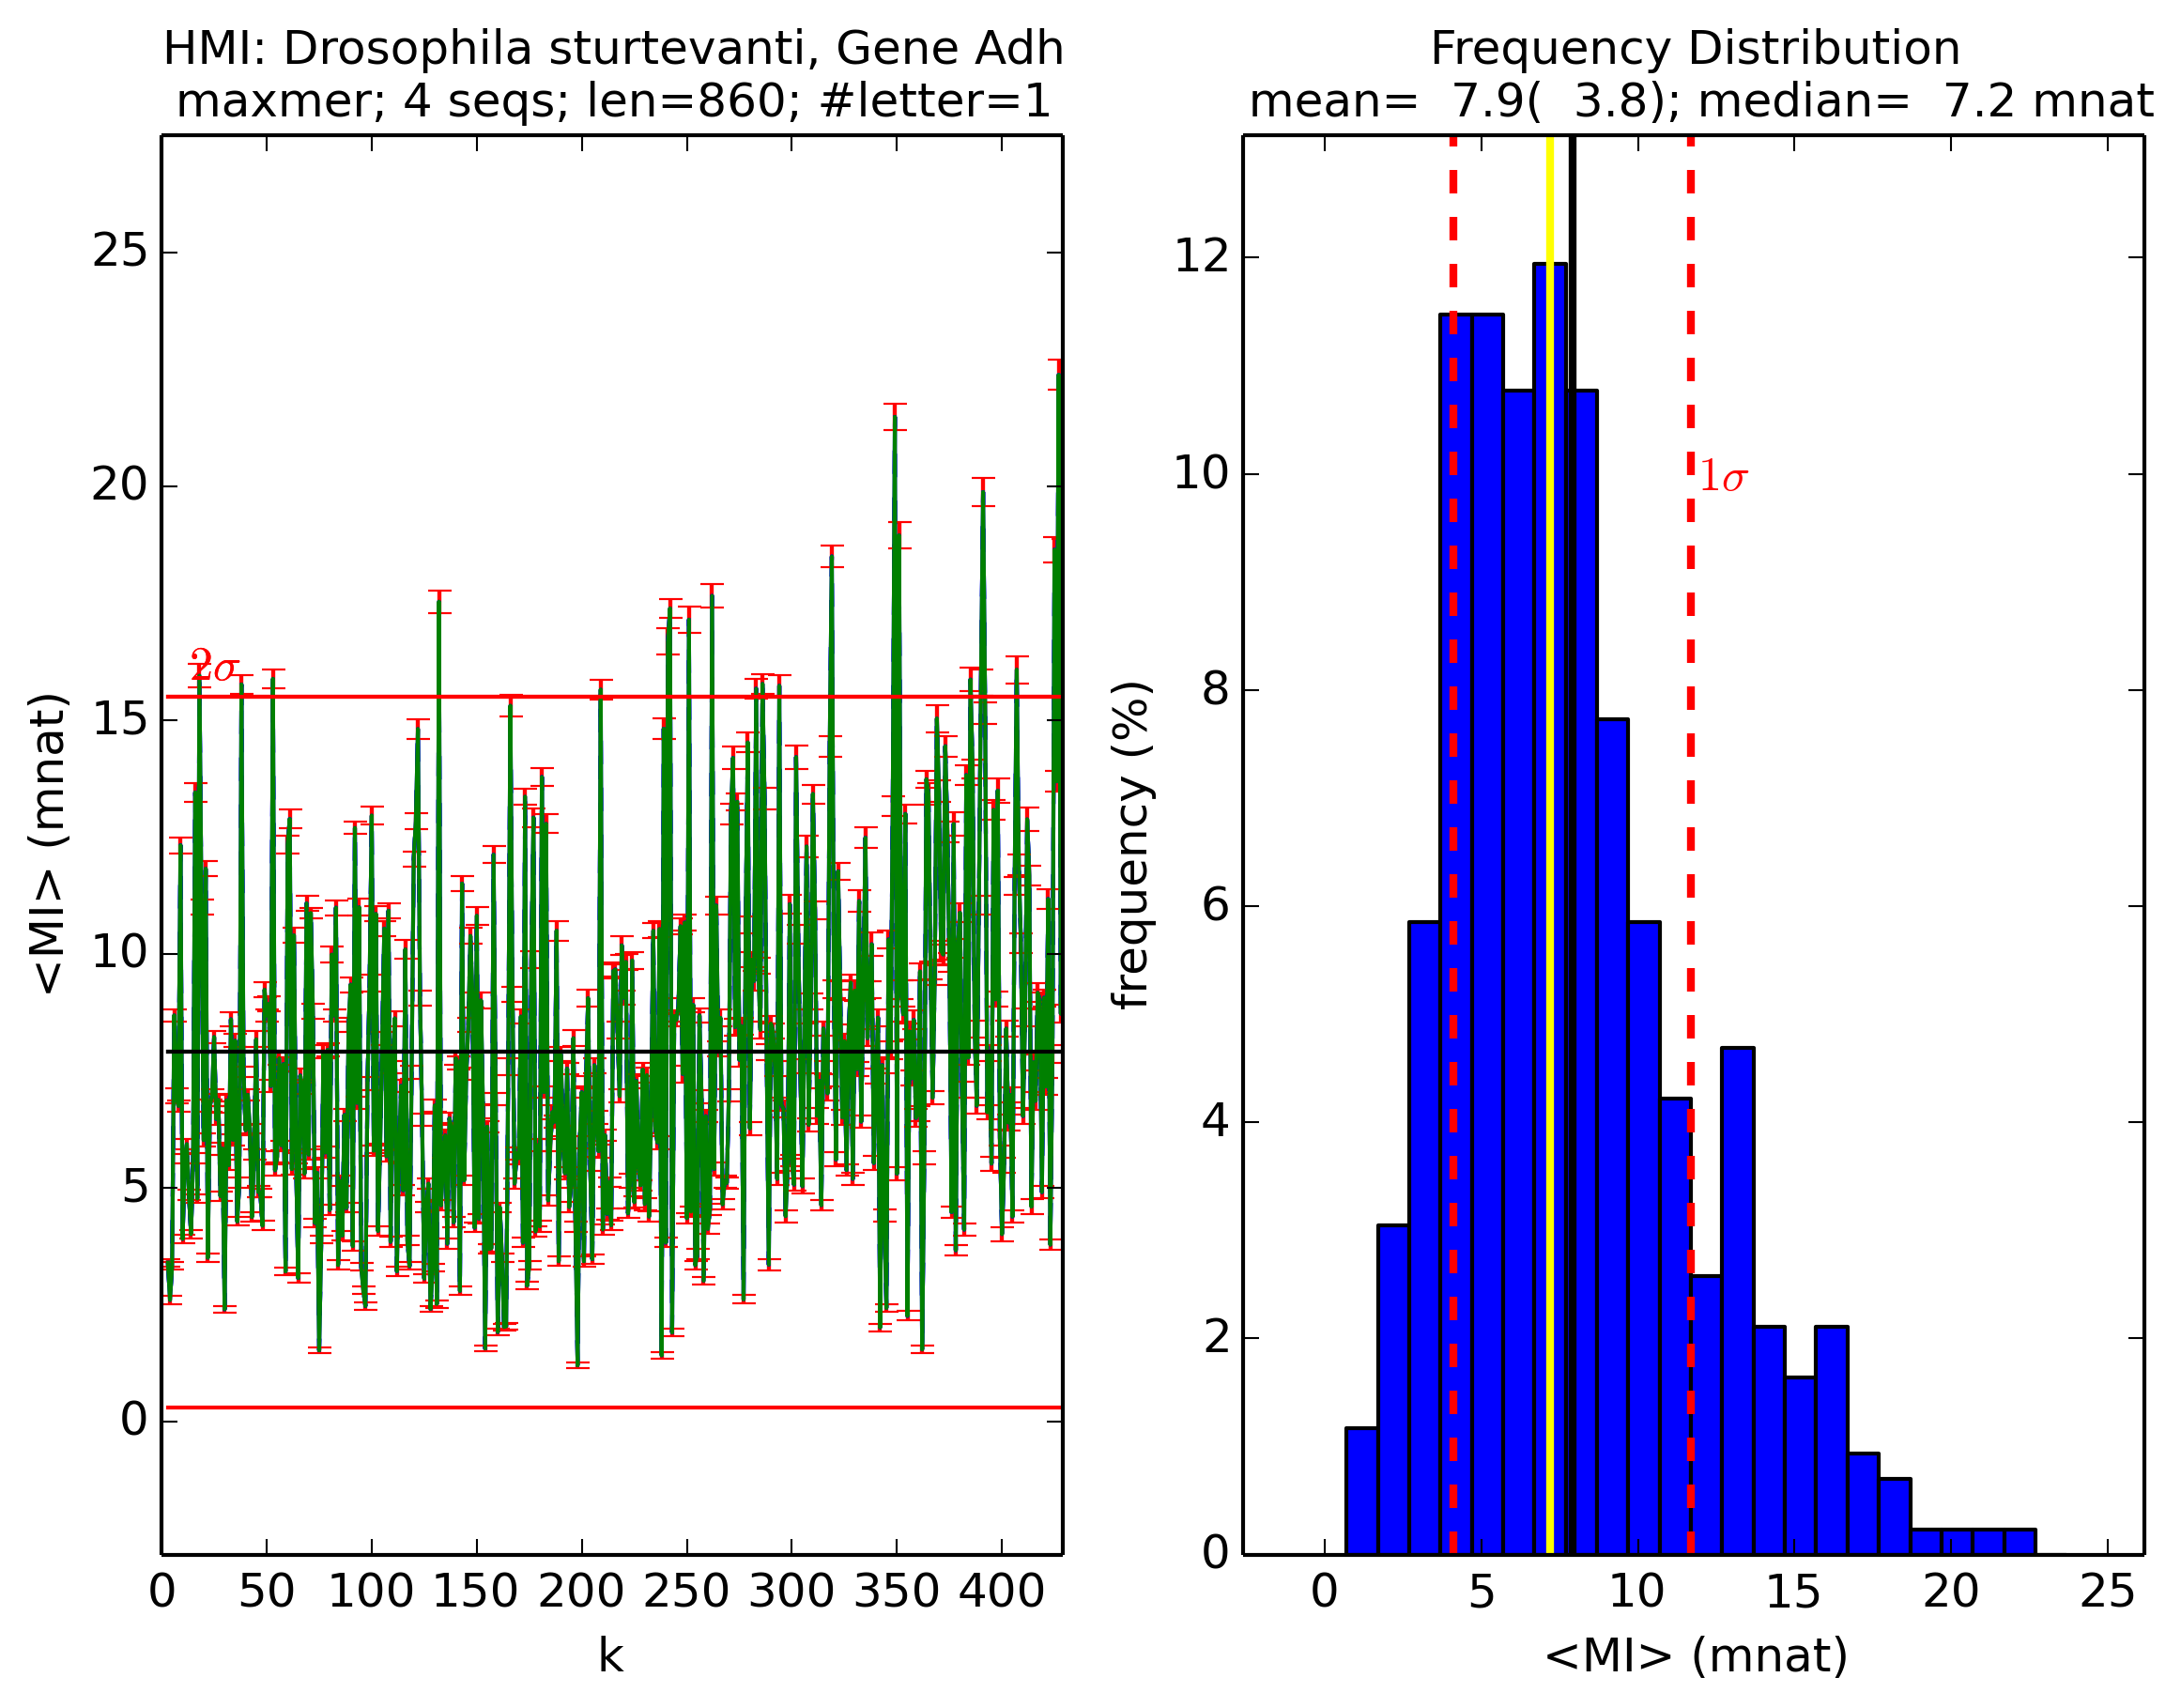 HMI: Drosophila sturtevanti, Gene Adh
maxmer; 4 seqs; len=860; #letter=1
<MI> (mnat)
25
20
15
10
5
0
2σ
0 50 100 150 200 250 300 350 400
k
Frequency Distribution
mean= 7.9( 3.8); median= 7.2 mnat
frequency (%)
12
10
8
6
4
2
0
1σ
0 5 10 15 20 25
<MI> (mnat)